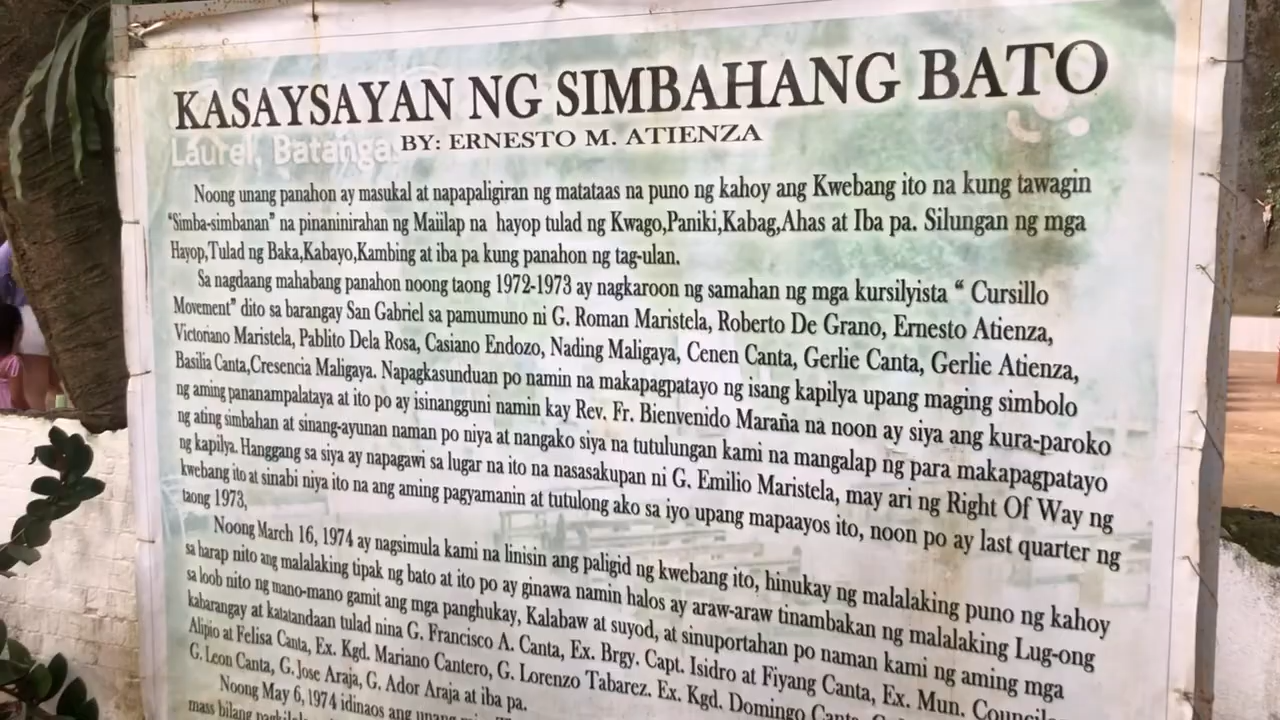 KASAYSAYAN NG SIMBAHANG BATO
Laurel, Batanga
BY: ERNESTO M. ATIENZA
Noong unang panahon ay masukal at napapaligiran ng matataas na puno ng kahoy ang Kwebang ito na kung tawagin
"Simba-simbanan" na pinaninirahan ng Maiilap na hayop tulad ng Kwago,Paniki,Kabag,Ahas at Iba pa. Silungan ng mga
Hayop,Tulad ng Baka,Kabayo,Kambing at iba pa kung panahon ng tag-ulan.
Sa nagdaang mahabang panahon noong taong 1972-1973 ay nagkaroon ng samahan ng mga kursilyista “ Cursillo
Movement” dito sa barangay San Gabriel sa pamumuno ni G. Roman Maristela, Roberto De Grano, Ernesto Atienza,
Victoriano Maristela, Pablito Dela Rosa, Casiano Endozo, Nading Maligaya, Cenen Canta, Gerlie Canta, Gerlie Atienza,
Basilia Canta,Cresencia Maligaya. Napagkasunduan po namin na makapagpatayo ng isang kapilya upang maging simbolo
ng aming pananampalataya at ito po ay isinangguni namin kay Rev. Fr. Bienvenido Maraña na noon ay siya ang kura-paroko
ng ating simbahan at sinang-ayunan naman po niya at nangako siya na tutulungan kami na mangalap ng para makapagpatayo
ng kapilya. Hanggang sa siya ay napagawi sa lugar na ito na nasasakupan ni G. Emilio Maristela, may ari ng Right Of Way ng
kwebang ito at sinabi niya ito na ang aming pagyamanin at tutulong ako sa iyo upang mapaayos ito, noon po ay last quarter ng
taong 1973,
Noong March 16, 1974 ay nagsimula kami na linisin ang paligid ng kwebang ito, hinukay ng malalaking puno ng kahoy
sa harap nito ang malalaking tipak ng bato at ito po ay ginawa namin halos ay araw-araw tinambakan ng malalaking Lug-ong
sa loob nito ng mano-mano gamit ang mga panghukay, Kalabaw at suyod, at sinuportahan po naman kami ng aming mga
kabarangay at katatandaan tulad nina G. Francisco A. Canta, Ex. Brgy. Capt. Isidro at Fiyang Canta, Ex. Mun. Councilo
Alipio at Felisa Canta, Ex. Kgd. Mariano Cantero, G. Lorenzo Tabarez. Ex. Kgd. Domingo Canta,
G. Leon Canta, G. Jose Araja, G. Ador Araja at iba pa.
Noong May 6, 1974 idinaos ang unang
mass bilang